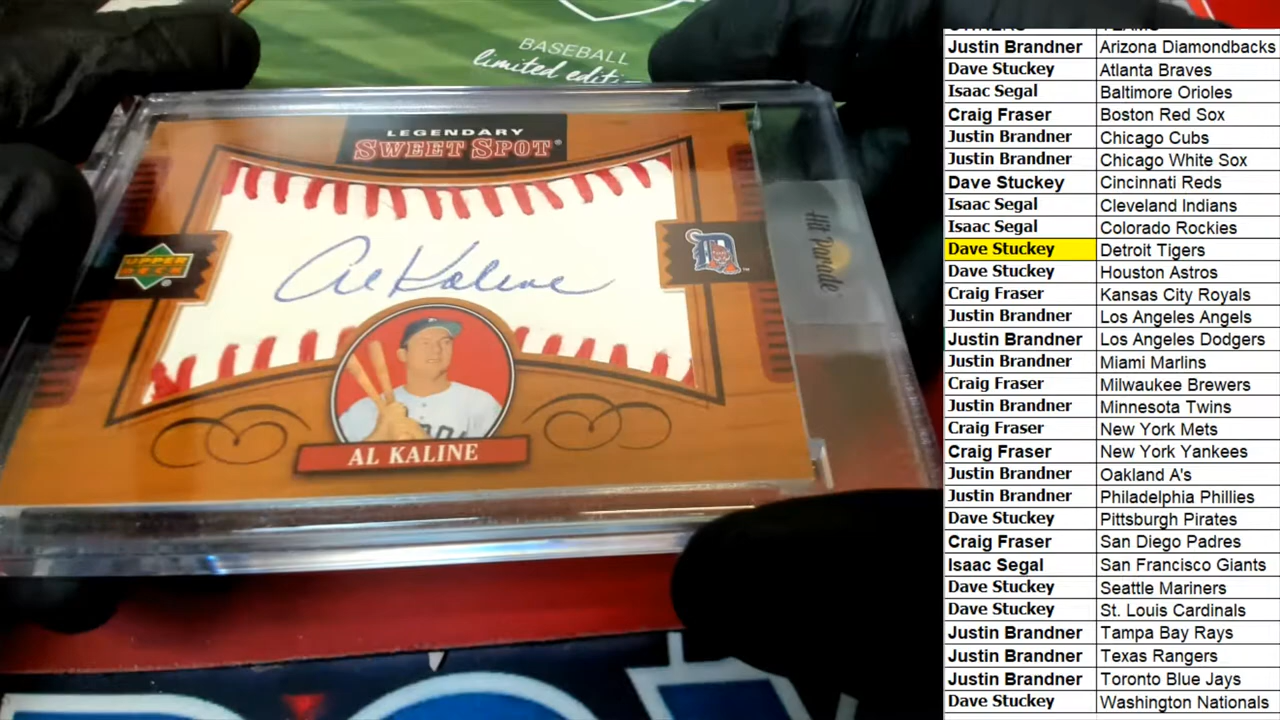 BASEBALL
limited editi
LEGENDARY
SWEET SPOT®
UPPER
DECK
Al Kaline
Hit Parade
AL KALINE
OWNERS TEAMS
Justin Brandner Arizona Diamondbacks
Dave Stuckey Atlanta Braves
Isaac Segal Baltimore Orioles
Craig Fraser Boston Red Sox
Justin Brandner Chicago Cubs
Justin Brandner Chicago White Sox
Dave Stuckey Cincinnati Reds
Isaac Segal Cleveland Indians
Isaac Segal Colorado Rockies
Dave Stuckey Detroit Tigers
Dave Stuckey Houston Astros
Craig Fraser Kansas City Royals
Justin Brandner Los Angeles Angels
Justin Brandner Los Angeles Dodgers
Justin Brandner Miami Marlins
Craig Fraser Milwaukee Brewers
Justin Brandner Minnesota Twins
Craig Fraser New York Mets
Craig Fraser New York Yankees
Justin Brandner Oakland A's
Justin Brandner Philadelphia Phillies
Dave Stuckey Pittsburgh Pirates
Craig Fraser San Diego Padres
Isaac Segal San Francisco Giants
Dave Stuckey Seattle Mariners
Dave Stuckey St. Louis Cardinals
Justin Brandner Tampa Bay Rays
Justin Brandner Texas Rangers
Justin Brandner Toronto Blue Jays
Dave Stuckey Washington Nationals